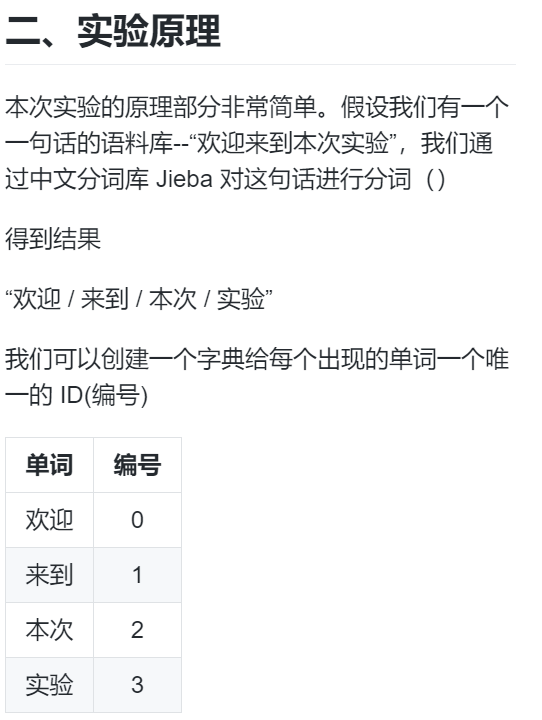 二、实验原理
本次实验的原理部分非常简单。假设我们有一个
一句话的语料库--“欢迎来到本次实验”，我们通
过中文分词库 Jieba 对这句话进行分词（）
得到结果
“欢迎 / 来到 / 本次 / 实验”
我们可以创建一个字典给每个出现的单词一个唯
一的 ID(编号)
单词 编号
欢迎 0
来到 1
本次 2
实验 3